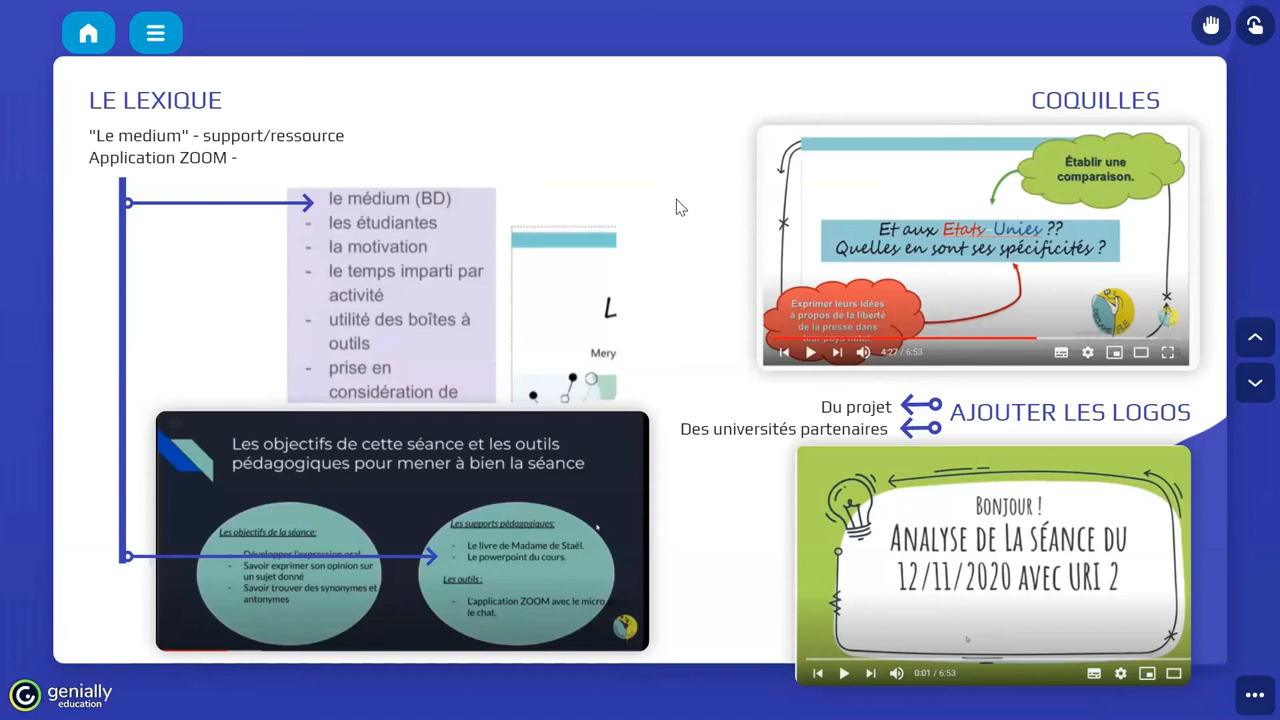 LE LEXIQUE
"Le medium" - support/ressource
Application ZOOM -
le médium (BD)
- les étudiantes
- la motivation
- le temps imparti par
activité
- utilité des boîtes à
outils
- prise en
considération de
L
Mery
Les objectifs de cette séance et les outils
pédagogiques pour mener à bien la séance
Les objectifs de la séance:
- Développer l'expression oral
- Savoir exprimer son opinion sur
un sujet donné
- Savoir trouver des synonymes et
antonymes
Les supports pédagogiques:
- Le livre de Madame de Staël.
- Le powerpoint du cours.
Les outils :
- L'application ZOOM avec le micro
le chat.
COQUILLES
Établir une
comparaison.
Et aux Etats-Unies ??
Quelles en sont ses spécificités ?
Exprimer leurs idées
à propos de la liberté
de la presse dans
leur pays natal.
4:27 / 6:53
Du projet
Des universités partenaires
AJOUTER LES LOGOS
BONJOUR !
ANALYSE DE LA SÉANCE DU
12/11/2020 AVEC URI 2
0:01 / 6:53
genially
education